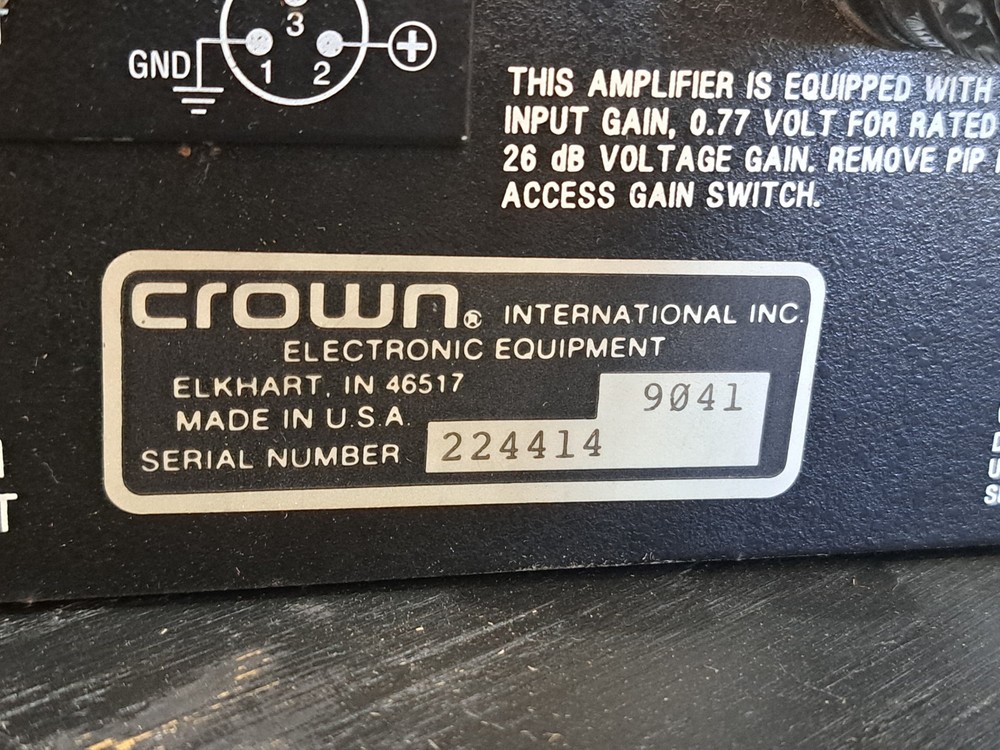 3
GND
1 2
THIS AMPLIFIER IS EQUIPPED WITH
INPUT GAIN, 0.77 VOLT FOR RATED
26 dB VOLTAGE GAIN. REMOVE PIP
ACCESS GAIN SWITCH.
crown® INTERNATIONAL INC.
ELECTRONIC EQUIPMENT
ELKHART, IN 46517
9041
MADE IN U.S.A.
SERIAL NUMBER 224414